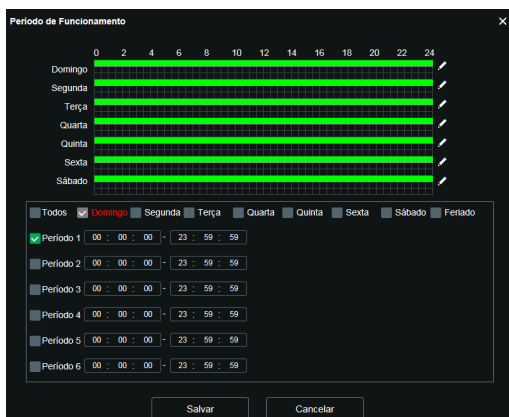 Período de Funcionamento
0 2 4 6 8 10 12 14 16 18 20 22 24
Domingo
Segunda
Terça
Quarta
Quinta
Sexta
Sábado
Todos Domingo Segunda Terça Quarta Quinta Sexta Sábado Feriado
Período 1 00 : 00 : 00 - 23 : 59 : 59
Período 2 00 : 00 : 00 - 23 : 59 : 59
Período 3 00 : 00 : 00 - 23 : 59 : 59
Período 4 00 : 00 : 00 - 23 : 59 : 59
Período 5 00 : 00 : 00 - 23 : 59 : 59
Período 6 00 : 00 : 00 - 23 : 59 : 59
Salvar Cancelar